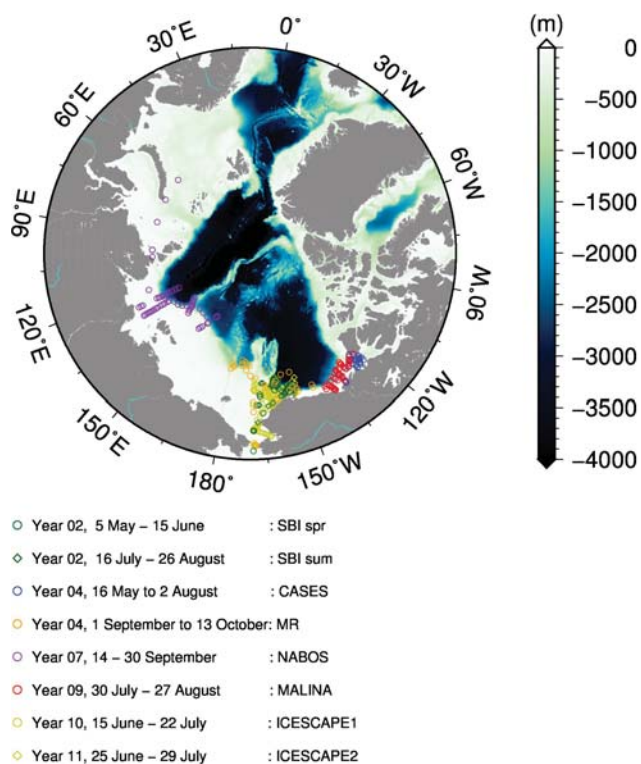 (m)
0
−500
−1000
−1500
−2000
−2500
−3000
−3500
−4000
0˚
30˚W
60˚W
90˚W
120˚W
150˚W
180˚
150˚E
120˚E
90˚E
60˚E
30˚E
Year 02, 5 May − 15 June : SBI spr
Year 02, 16 July − 26 August : SBI sum
Year 04, 16 May to 2 August : CASES
Year 04, 1 September to 13 October: MR
Year 07, 14 − 30 September : NABOS
Year 09, 30 July − 27 August : MALINA
Year 10, 15 June − 22 July : ICESCAPE1
Year 11, 25 June − 29 July : ICESCAPE2